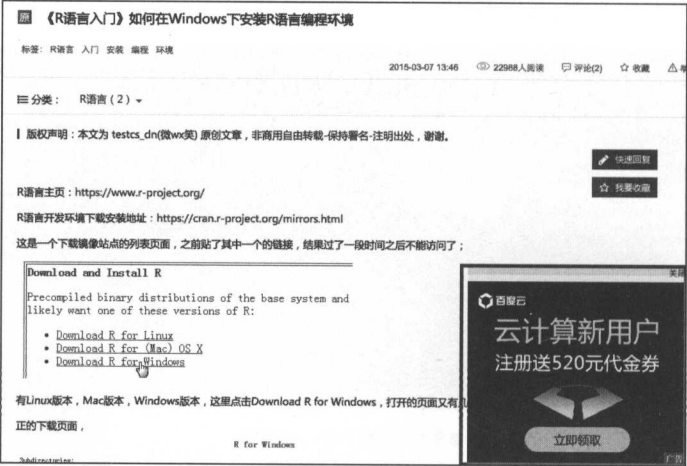 原 《R语言入门》如何在Windows下安装R语言编程环境
标签： R语言 入门 安装 编程 环境
2015-03-07 13:46 22988人阅读 评论(2) 收藏
分类： R语言（2）
版权声明：本文为 testcs_dn(微wx笑) 原创文章，非商用自由转载-保持署名-注明出处，谢谢。
快速回复
我要收藏
R语言主页：https://www.r-project.org/
R语言开发环境下载安装地址：https://cran.r-project.org/mirrors.html
这是一个下载镜像站点的列表页面，之前贴了其中一个的链接，结果过了一段时间之后不能访问了；
Download and Install R
Precompiled binary distributions of the base system and
likely want one of these versions of R:
Download R for Linux
Download R for (Mac) OS X
Download R for Windows
关闭
百度云
云计算新用户
注册送520元代金券
立即领取
广告
有Linux版本，Mac版本，Windows版本，这里点击Download R for Windows，打开的页面又有
正的下载页面，
R for Windows
Subdirectories: